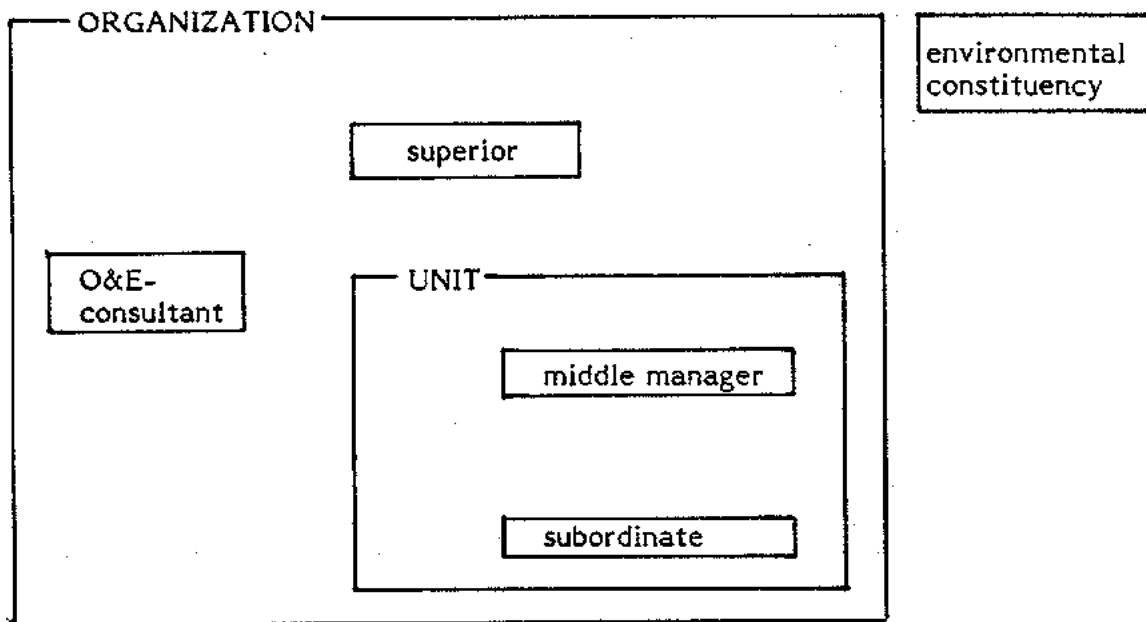 ORGANIZATION
environmental
constituency
superior
O&E-
consultant
UNIT
middle manager
subordinate